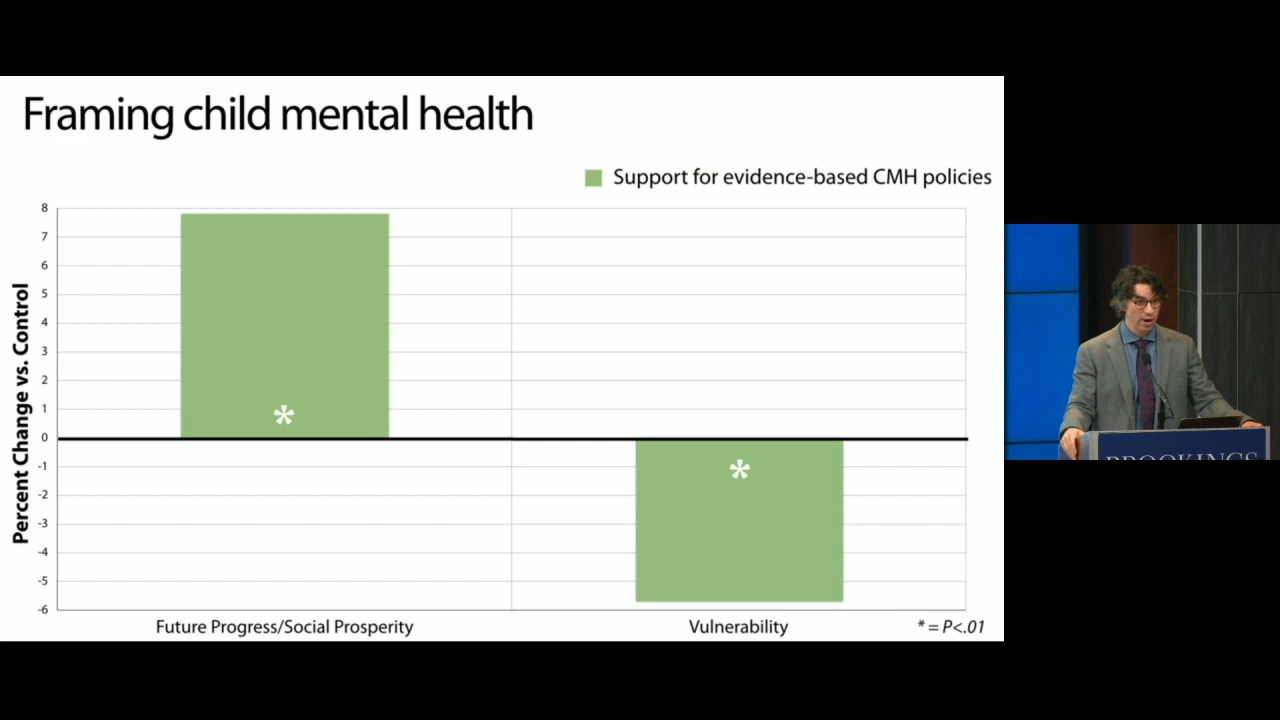 Framing child mental health
Support for evidence-based CMH policies
Percent Change vs. Control
8
7
6
5
4
3
2
1
0
-1
-2
-3
-4
-5
-6
*
*
Future Progress/Social Prosperity
Vulnerability
* = P<.01
BROOKINGS